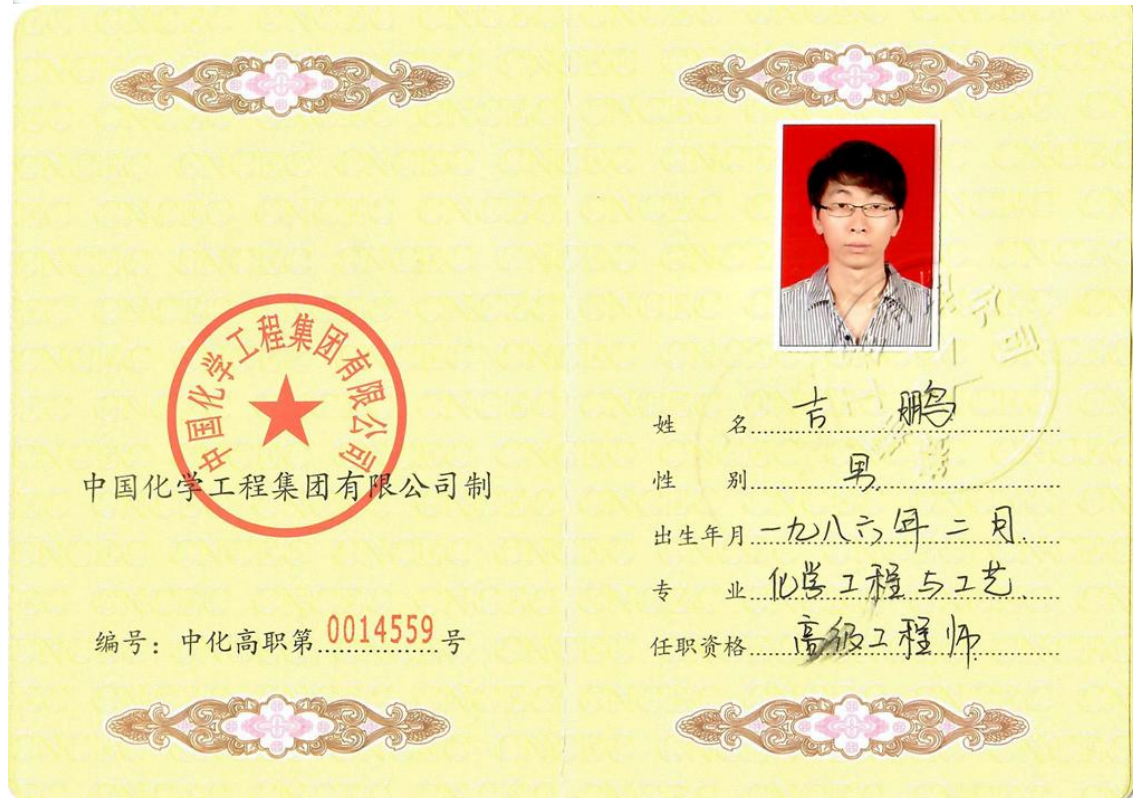 中国化学工程集团有限公司
中国化学工程集团有限公司制
编号：中化高职第0014559号
姓 名 吉 鹏
性 别 男
出生年月 一九八六年二月
专 业 化学工程与工艺
任职资格 高级工程师